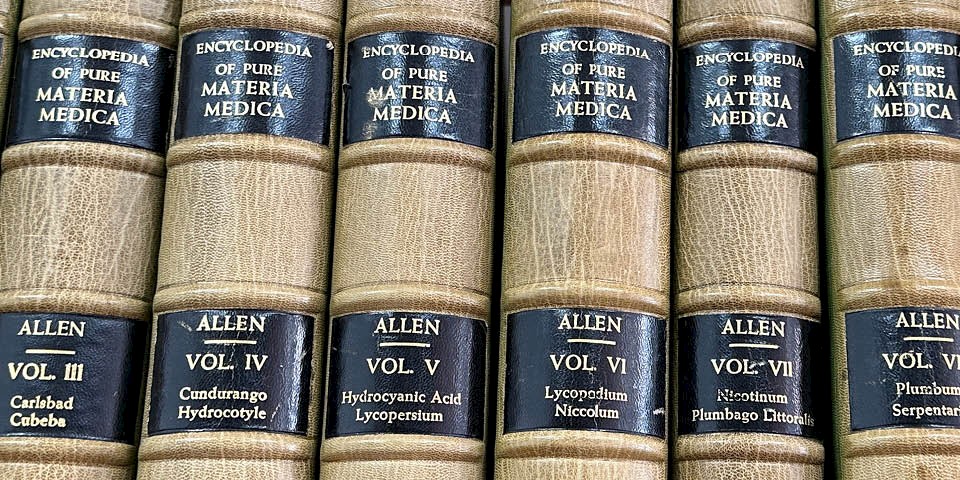 ENCYCLOPEDIA
OF PURE
MATERIA
MEDICA
ALLEN
VOL. III
Carlsbad
Cubeba
ENCYCLOPEDIA
OF PURE
MATERIA
MEDICA
ALLEN
VOL. IV
Cundurango
Hydrocotyle
ENCYCLOPEDIA
OF PURE
MATERIA
MEDICA
ALLEN
VOL. V
Hydrocyanic Acid
Lycopersium
ENCYCLOPEDIA
OF PURE
MATERIA
MEDICA
ALLEN
VOL. VI
Lycopodium
Niccolum
ENCYCLOPEDIA
OF PURE
MATERIA
MEDICA
ALLEN
VOL. VII
Nicotinum
Plumbago Littoralis
ENCYCLOPEDIA
OF PURE
MATERIA
MEDICA
ALLEN
VOL.
Plumbum